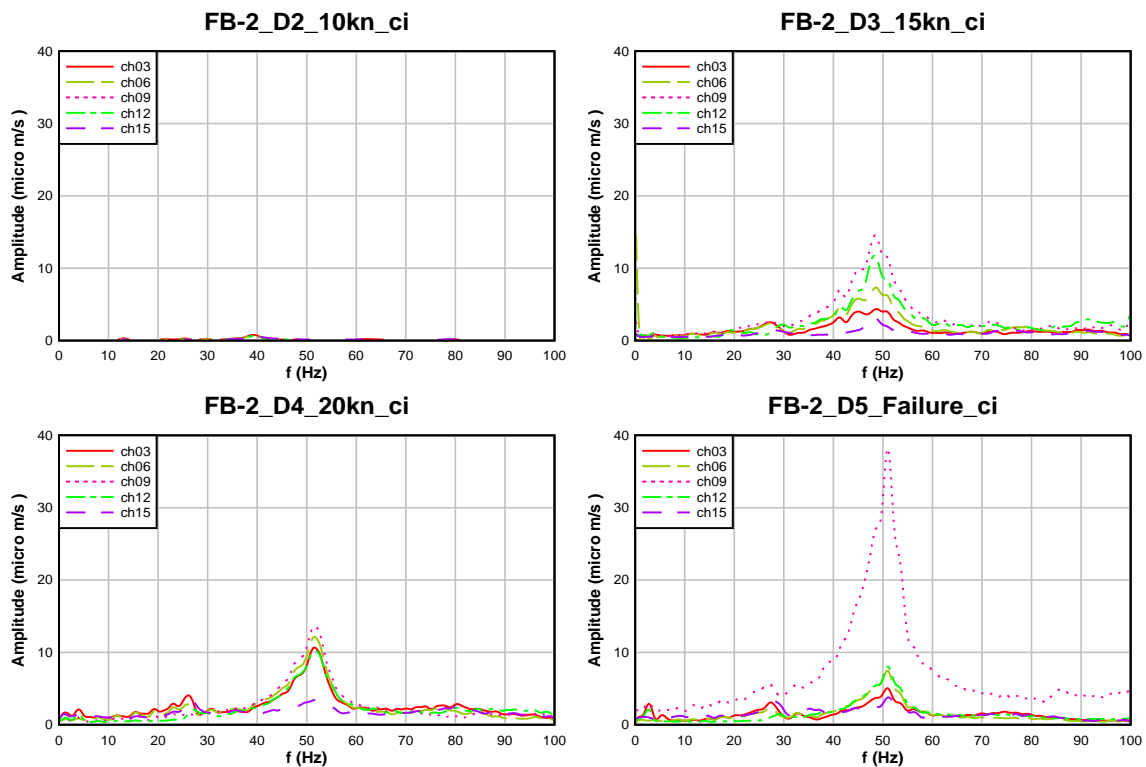 FB-2_D2_10kn_ci
Amplitude (micro m/s )
40
30
20
10
0
ch03
ch06
ch09
ch12
ch15
0 10 20 30 40 50 60 70 80 90 100
f (Hz)
FB-2_D3_15kn_ci
Amplitude (micro m/s )
40
30
20
10
0
ch03
ch06
ch09
ch12
ch15
0 10 20 30 40 50 60 70 80 90 100
f (Hz)
FB-2_D4_20kn_ci
Amplitude (micro m/s )
40
30
20
10
0
ch03
ch06
ch09
ch12
ch15
0 10 20 30 40 50 60 70 80 90 100
f (Hz)
FB-2_D5_Failure_ci
Amplitude (micro m/s )
40
30
20
10
0
ch03
ch06
ch09
ch12
ch15
0 10 20 30 40 50 60 70 80 90 100
f (Hz)